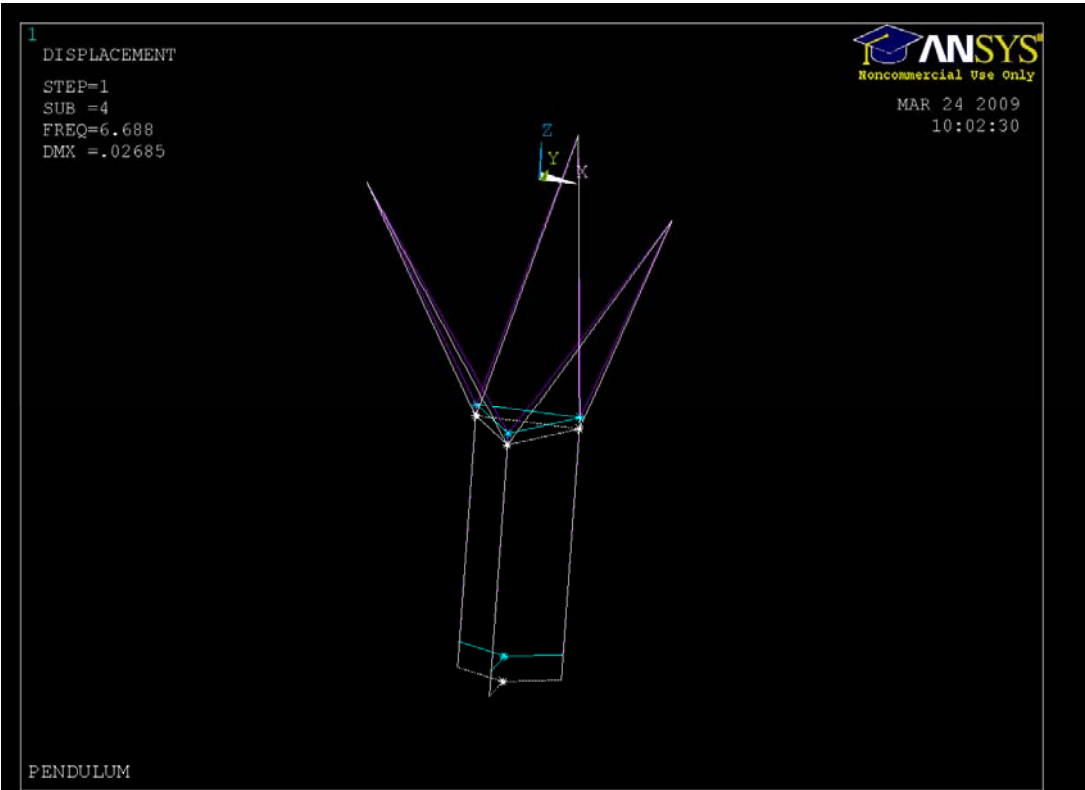 1
DISPLACEMENT
STEP=1
SUB =4
FREQ=6.688
DMX =.02685
ANSYS
Noncommercial Use Only
MAR 24 2009
10:02:30
Z
Y
X
PENDULUM